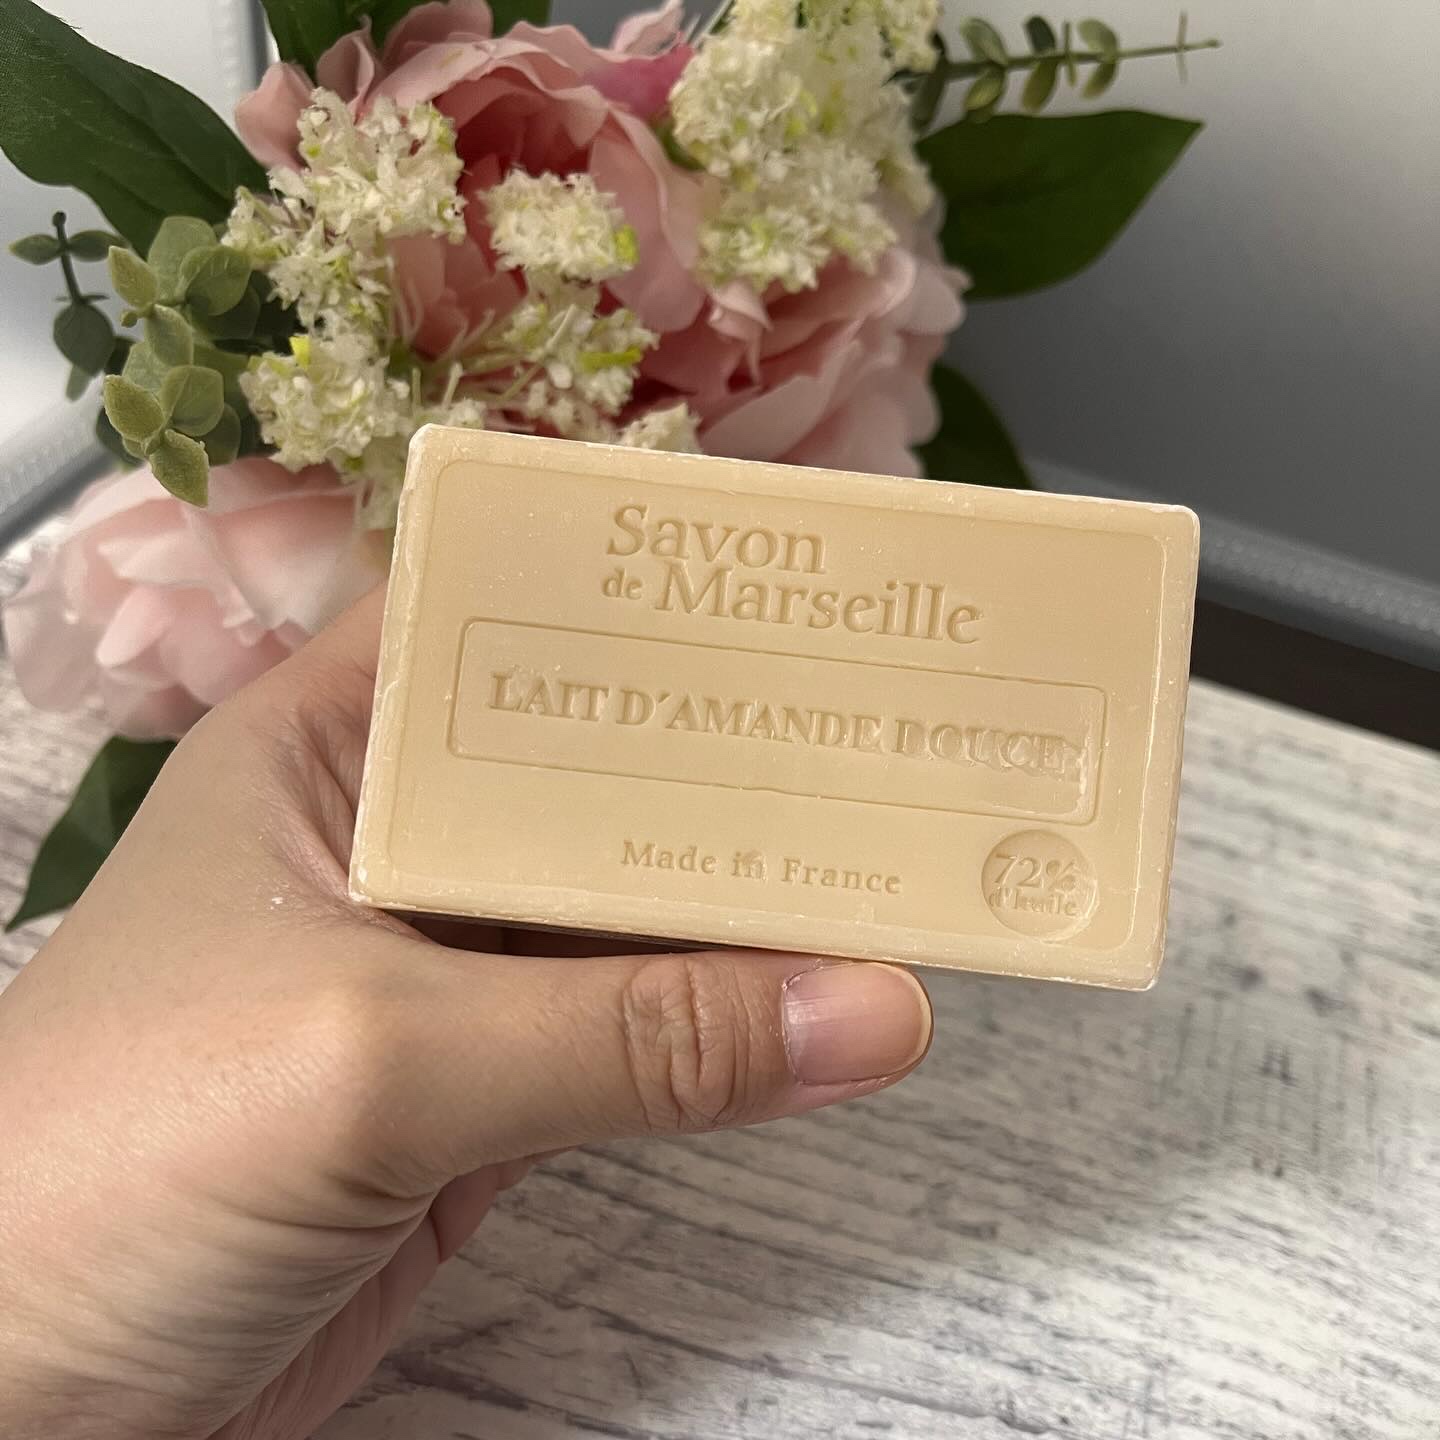 Savon
de Marseille
LAIT D´AMANDE DOUCE
Made in France
72%
d'huile